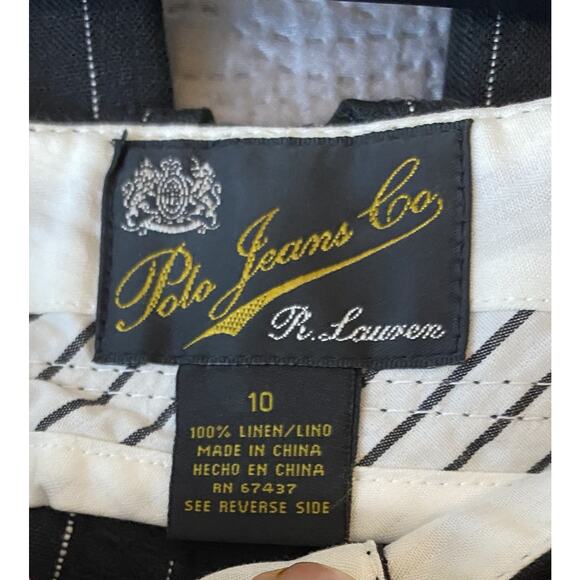 Polo Jeans Co
R. Lauren
10
100% LINEN/LINO
MADE IN CHINA
HECHO EN CHINA
RN 67437
SEE REVERSE SIDE